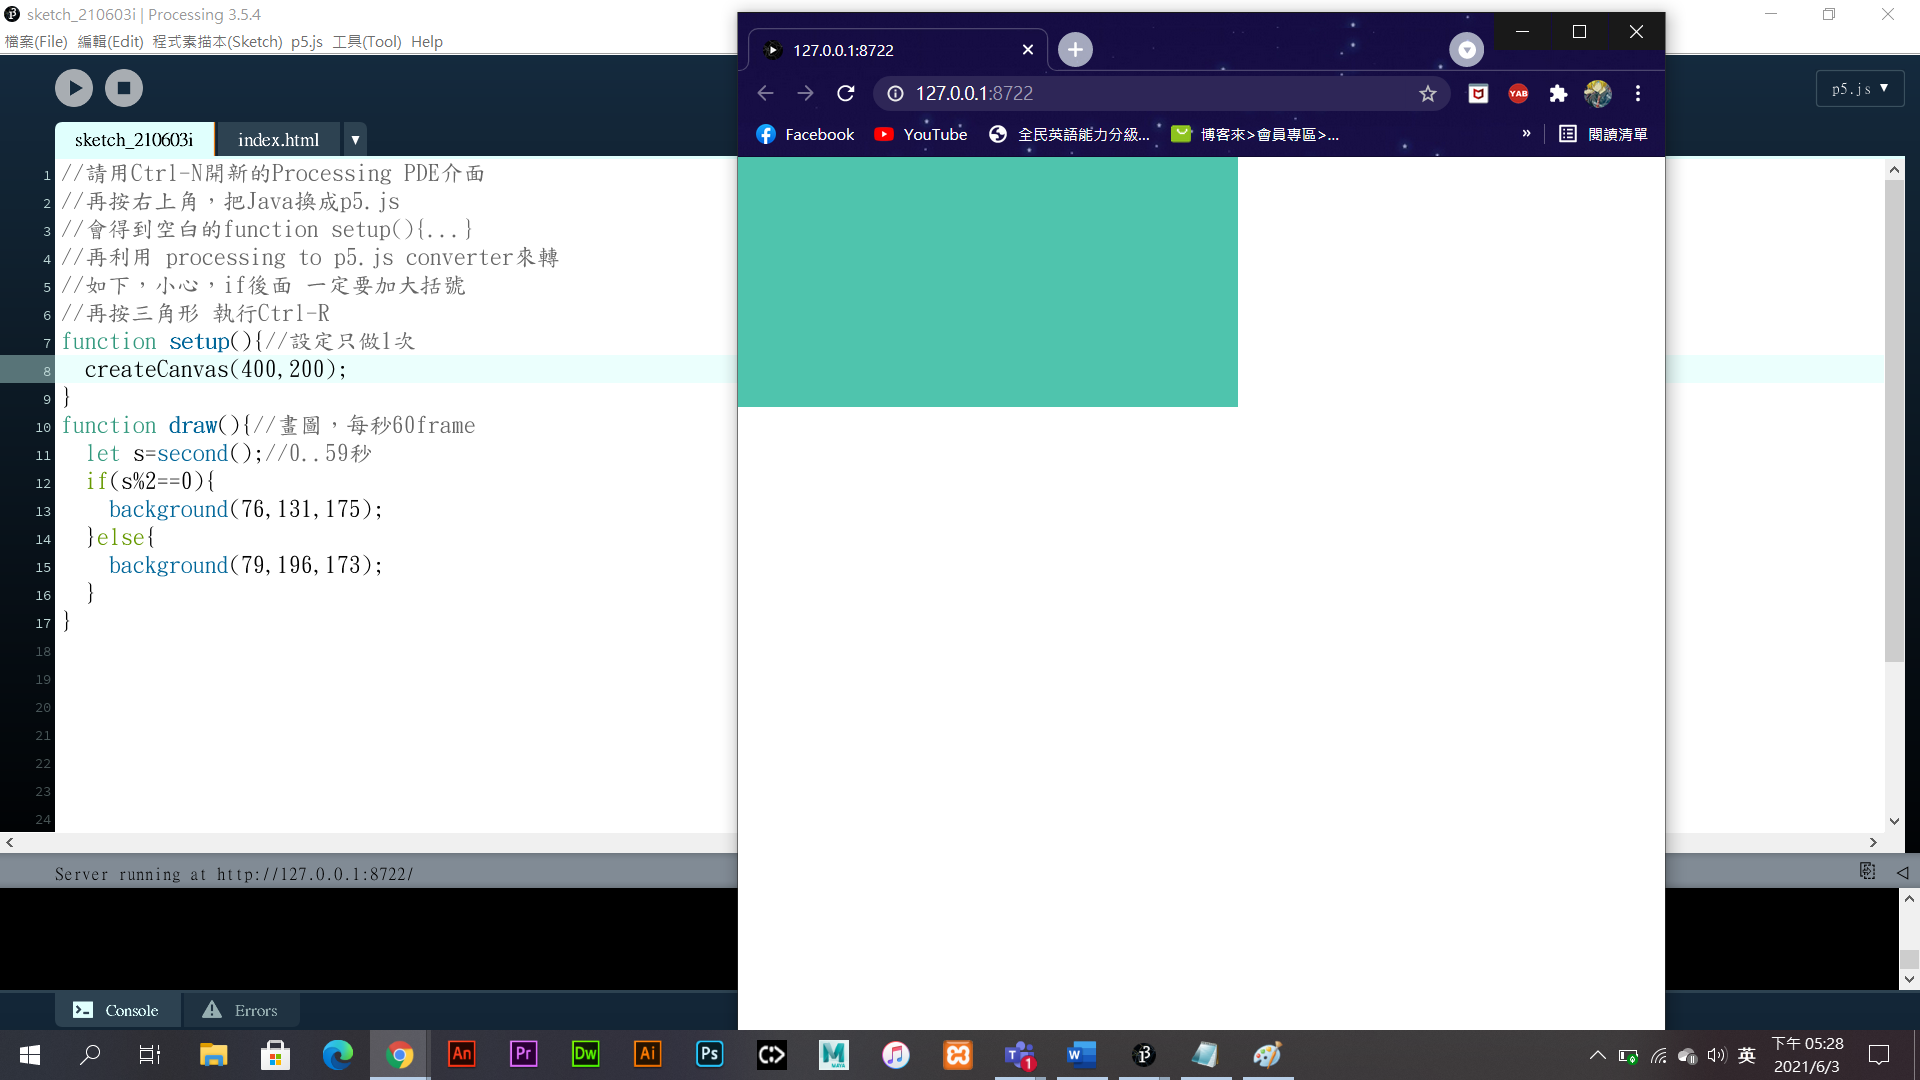 sketch_210603i | Processing 3.5.4
檔案(File) 編輯(Edit) 程式素描本(Sketch) p5.js 工具(Tool) Help
p5.js ▼
sketch_210603i index.html ▼
1 //請用Ctrl-N開新的Processing PDE介面
2 //再按右上角，把Java換成p5.js
3 //會得到空白的function setup(){...}
4 //再利用 processing to p5.js converter來轉
5 //如下，小心，if後面 一定要加大括號
6 //再按三角形 執行Ctrl-R
7 function setup(){//設定只做1次
8 createCanvas(400,200);
9 }
10 function draw(){//畫圖，每秒60frame
11 let s=second();//0..59秒
12 if(s%2==0){
13 background(76,131,175);
14 }else{
15 background(79,196,173);
16 }
17 }
18
19
20
21
22
23
24
Server running at http://127.0.0.1:8722/
Console Errors
127.0.0.1:8722
127.0.0.1:8722
YAB
Facebook YouTube 全民英語能力分級... 博客來>會員專區>... » 閱讀清單
An Pr Dw Ai Ps M MAYA T 1 W
英 下午 05:28
2021/6/3